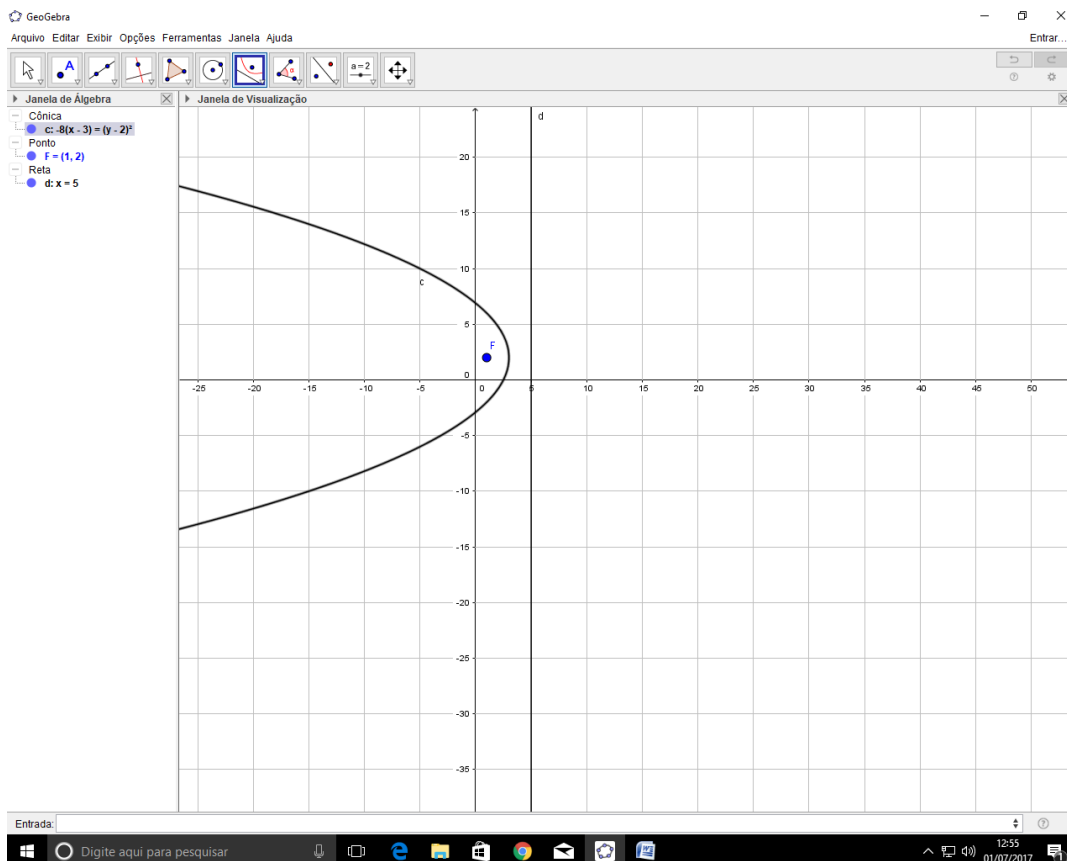 GeoGebra
Arquivo Editar Exibir Opções Ferramentas Janela Ajuda
Entrar...
A
α
a = 2
Janela de Álgebra
Janela de Visualização
Cônica
c: -8(x - 3) = (y - 2)²
Ponto
F = (1, 2)
Reta
d: x = 5
d
20
15
10
c
5
F
0
-25 -20 -15 -10 -5 0 5 10 15 20 25 30 35 40 45 50
-5
-10
-15
-20
-25
-30
-35
Entrada:
Digite aqui para pesquisar
12:55
01/07/2017
1